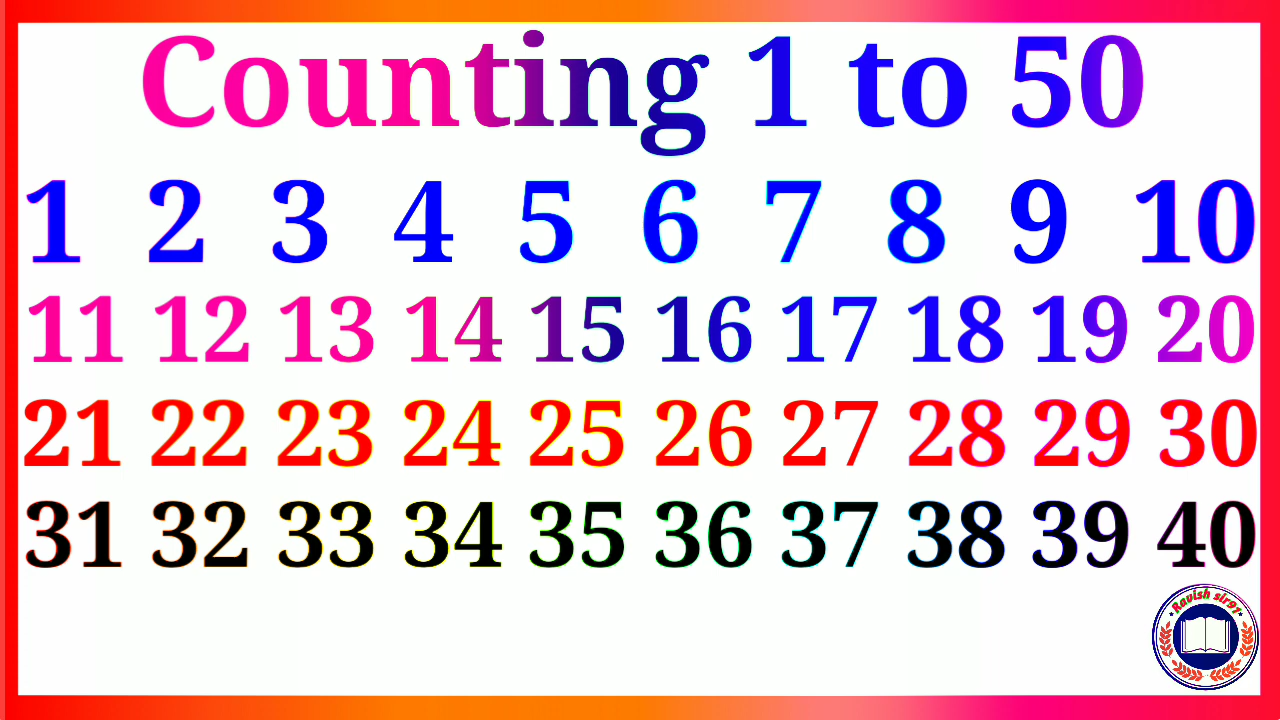 Counting 1 to 50
1 2 3 4 5 6 7 8 9 10
11 12 13 14 15 16 17 18 19 20
21 22 23 24 25 26 27 28 29 30
31 32 33 34 35 36 37 38 39 40
Ravish sir91